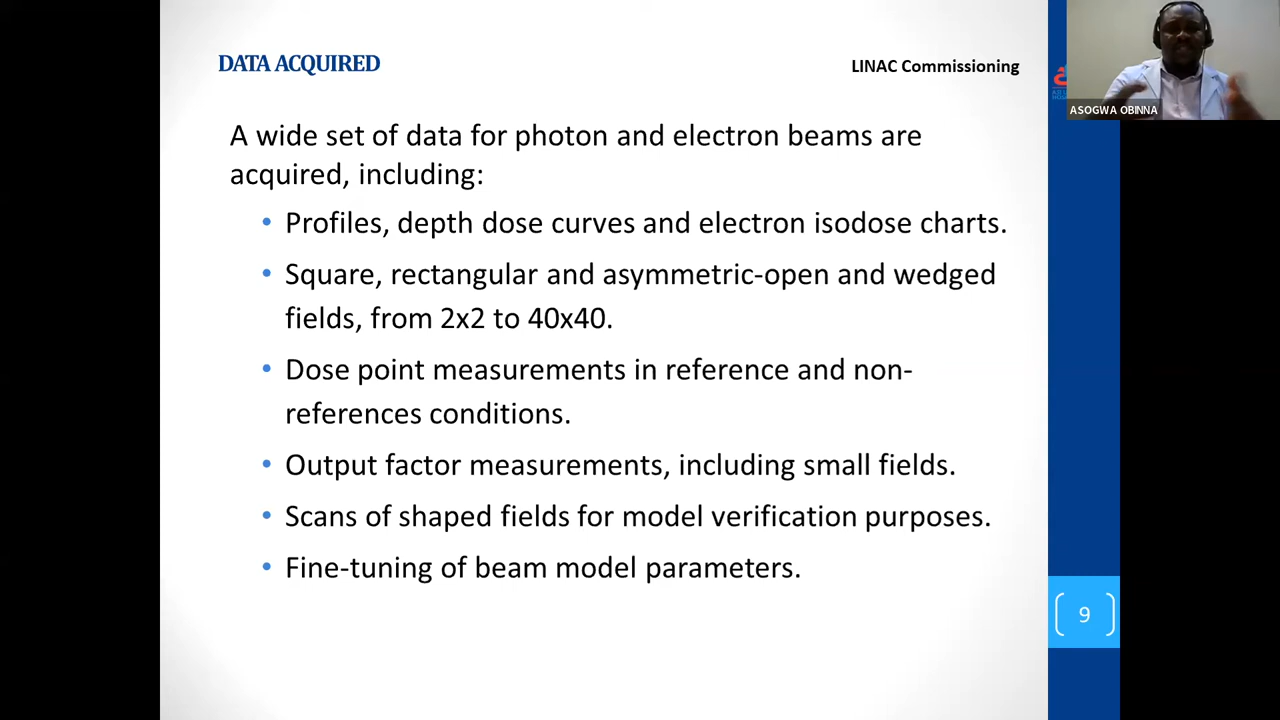 DATA ACQUIRED
LINAC Commissioning
ASOGWA OBINNA
A wide set of data for photon and electron beams are
acquired, including:
• Profiles, depth dose curves and electron isodose charts.
• Square, rectangular and asymmetric-open and wedged
fields, from 2x2 to 40x40.
• Dose point measurements in reference and non-
references conditions.
• Output factor measurements, including small fields.
• Scans of shaped fields for model verification purposes.
• Fine-tuning of beam model parameters.
9